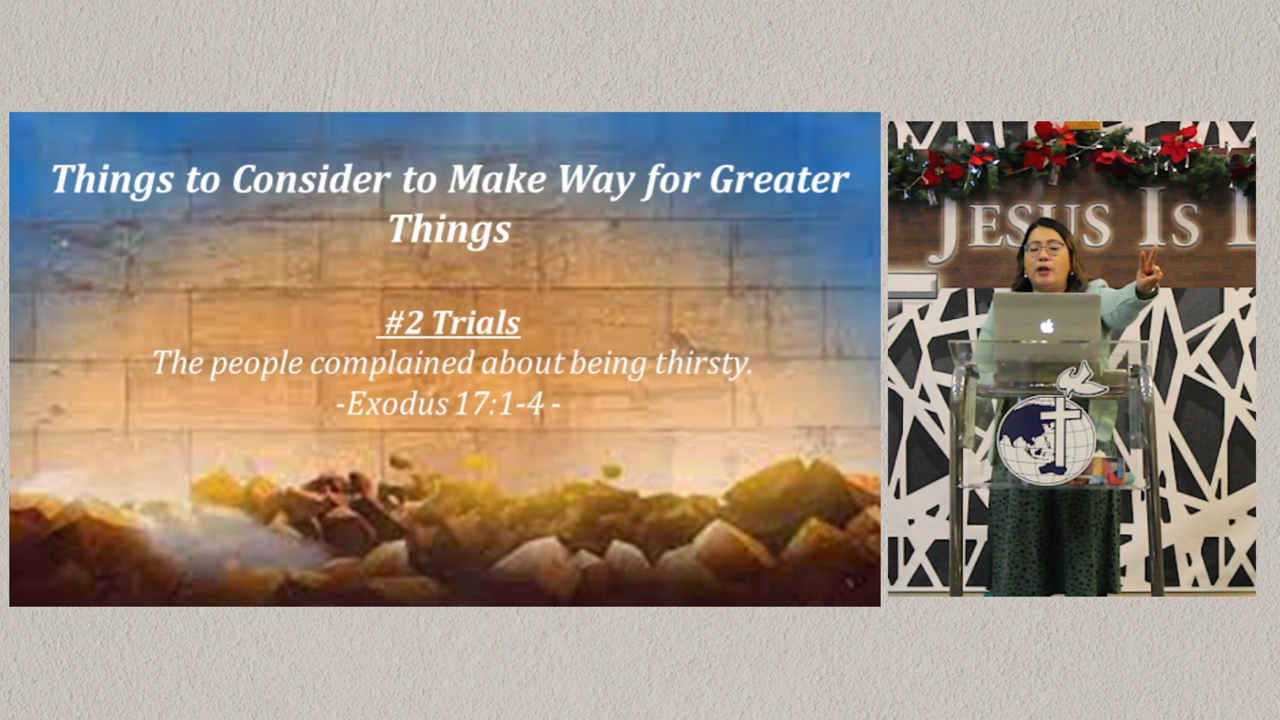 Things to Consider to Make Way for Greater
Things
#2 Trials
The people complained about being thirsty.
-Exodus 17:1-4 -
JESUS IS L